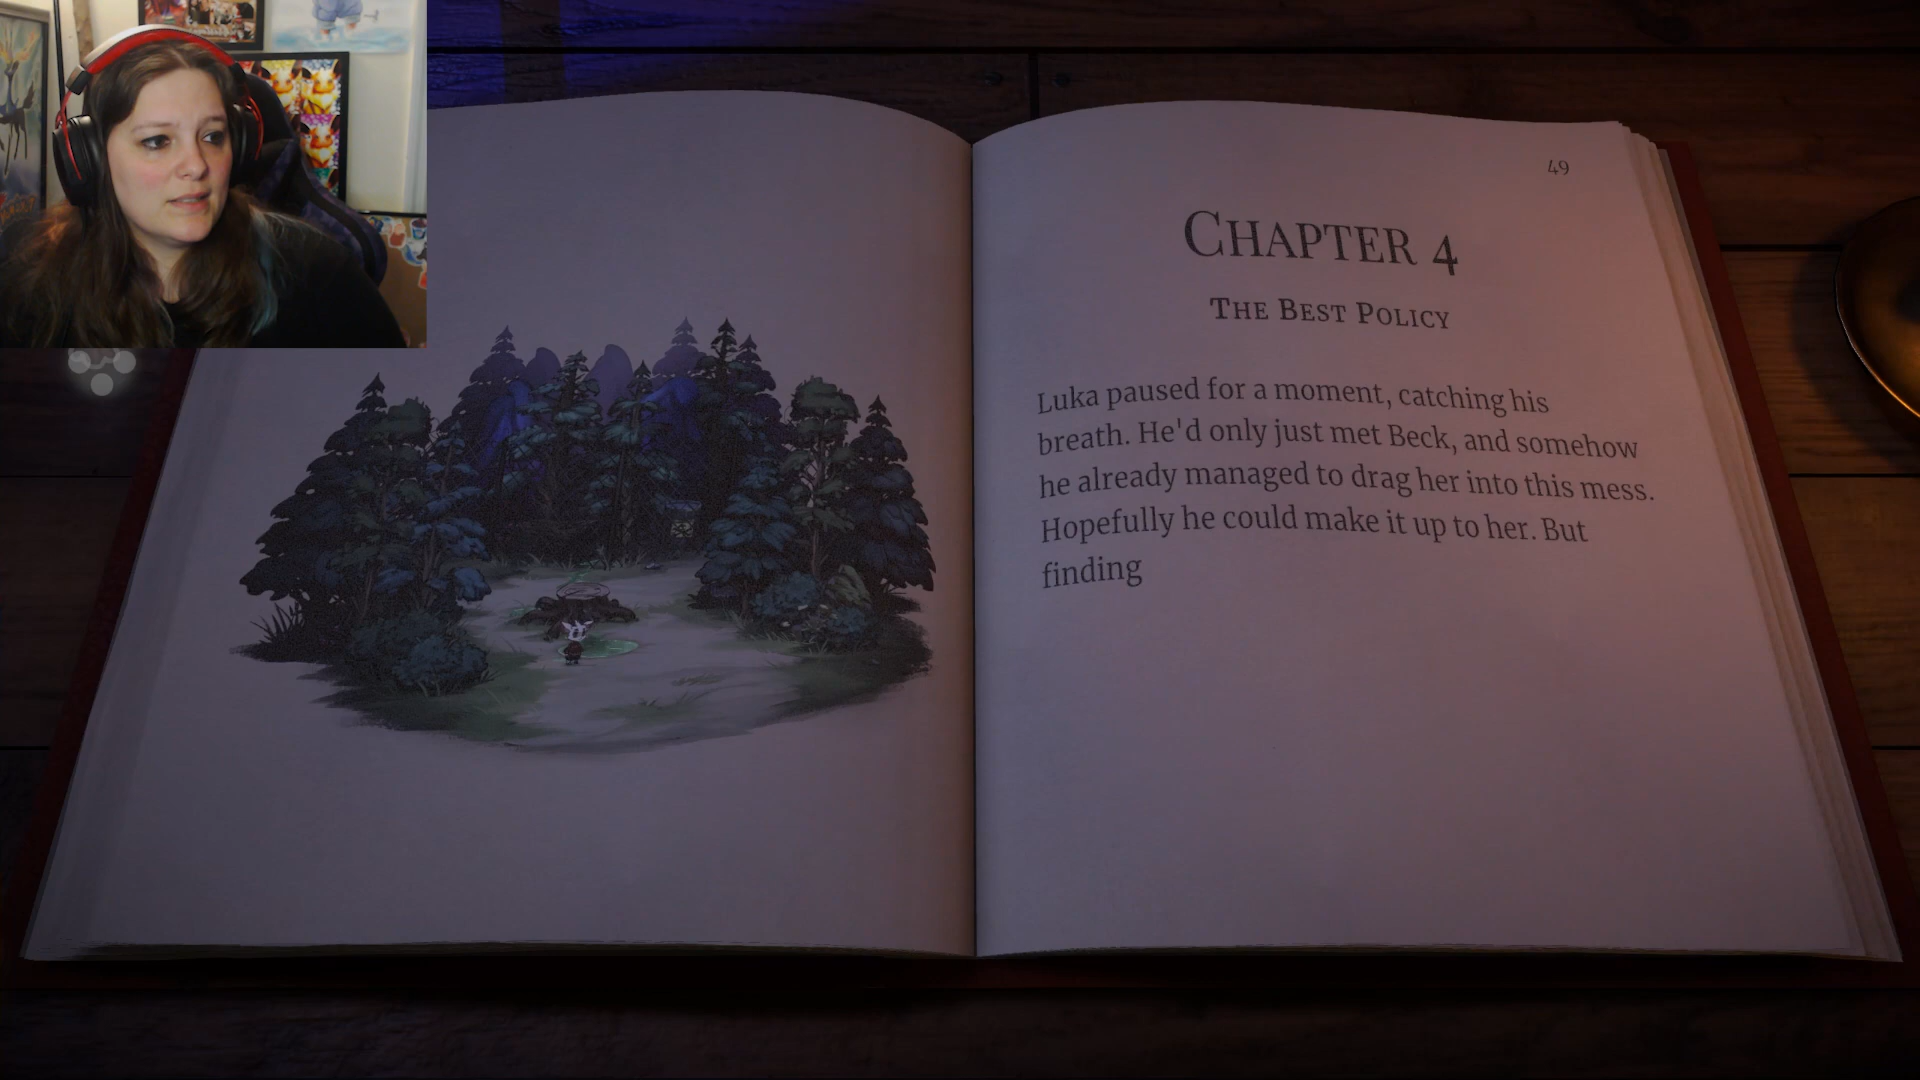 49
Chapter 4
The Best Policy
Luka paused for a moment, catching his
breath. He'd only just met Beck, and somehow
he already managed to drag her into this mess.
Hopefully he could make it up to her. But
finding